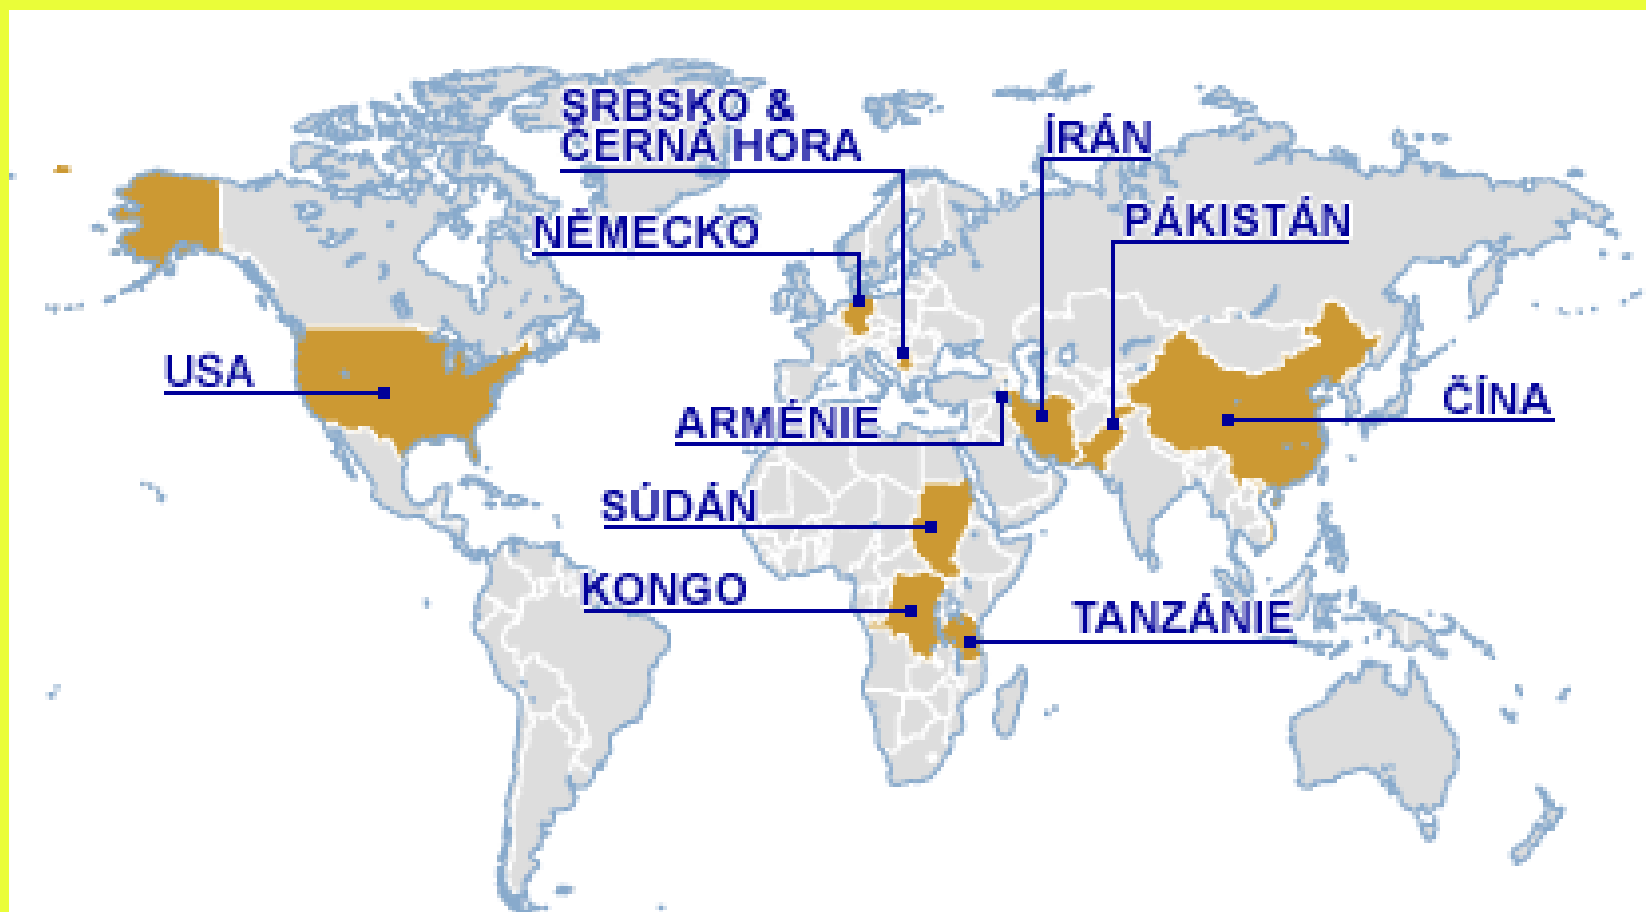 SRBSKO &
ČERNÁ HORA
ÍRÁN
NĚMECKO
PÁKISTÁN
USA
ARMÉNIE
ČÍNA
SÚDÁN
KONGO
TANZÁNIE